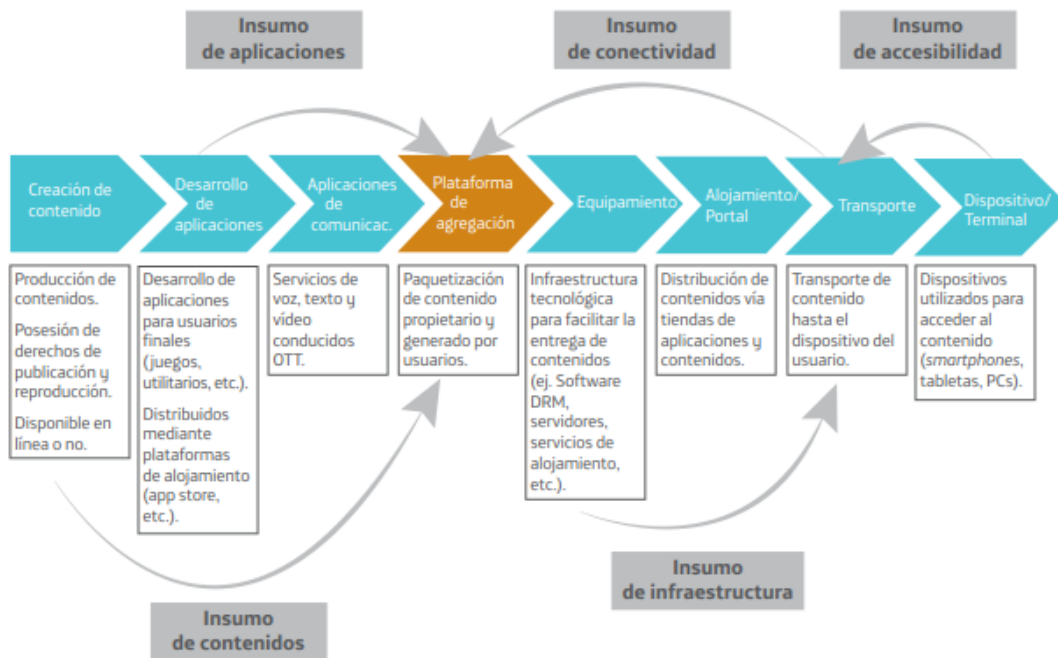 Insumo
de aplicaciones
Insumo
de conectividad
Insumo
de accesibilidad
Creación de
contenido
Desarrollo
de
aplicaciones
Aplicaciones
de
comunicac.
Plataforma
de
agregación
Equipamiento
Alojamiento/
Portal
Transporte
Dispositivo/
Terminal
Producción de
contenidos.
Posesión de
derechos de
publicación y
reproducción.
Disponible en
línea o no.
Desarrollo de
aplicaciones
para usuarios
finales
(juegos,
utilitarios, etc.).
Distribuidos
mediante
plataformas
de alojamiento
(app store,
etc.).
Servicios de
voz, texto y
vídeo
conducidos
OTT.
Paquetización
de contenido
propietario y
generado por
usuarios.
Infraestructura
tecnológica
para facilitar la
entrega de
contenidos
(ej. Software
DRM,
servidores,
servicios de
alojamiento,
etc.).
Distribución de
contenidos vía
tiendas de
aplicaciones y
contenidos.
Transporte de
contenido
hasta el
dispositivo del
usuario.
Dispositivos
utilizados para
acceder al
contenido
(smartphones,
tabletas, PCs).
Insumo
de infraestructura
Insumo
de contenidos